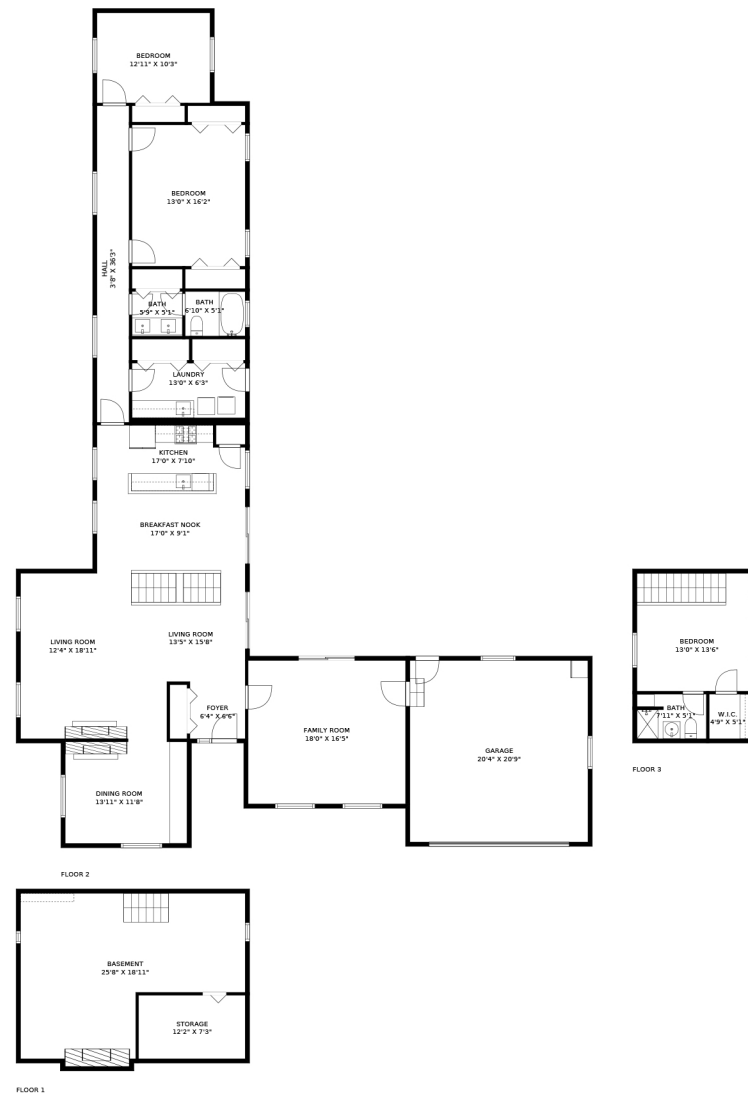 BEDROOM
12'11" X 10'3"
BEDROOM
13'0" X 16'2"
HALL
3'8" X 36'3"
BATH
5'9" X 5'1"
BATH
6'10" X 5'1"
LAUNDRY
13'0" X 6'3"
KITCHEN
17'0" X 7'10"
BREAKFAST NOOK
17'0" X 9'1"
LIVING ROOM
12'4" X 18'11"
LIVING ROOM
13'5" X 15'8"
FOYER
6'4" X 6'6"
FAMILY ROOM
18'0" X 16'5"
GARAGE
20'4" X 20'9"
DINING ROOM
13'11" X 11'8"
FLOOR 2
BEDROOM
13'0" X 13'6"
BATH
7'11" X 5'1"
W.I.C.
4'9" X 5'1"
FLOOR 3
BASEMENT
25'8" X 18'11"
STORAGE
12'2" X 7'3"
FLOOR 1